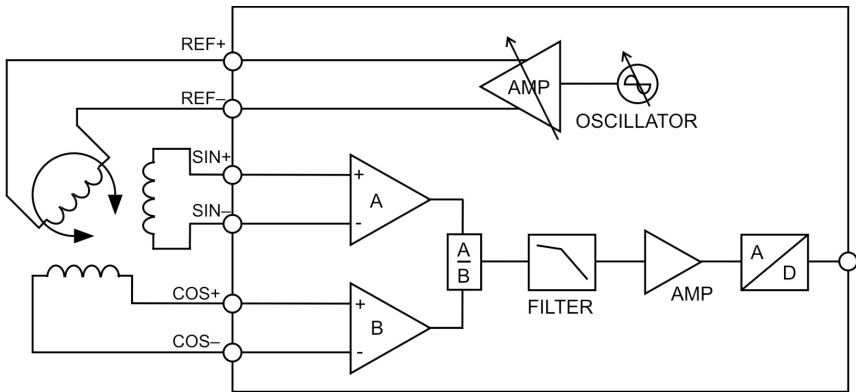 REF+
REF–
AMP
OSCILLATOR
SIN+
SIN–
+
A
-
A
B
FILTER
AMP
A
D
COS+
COS–
+
B
-